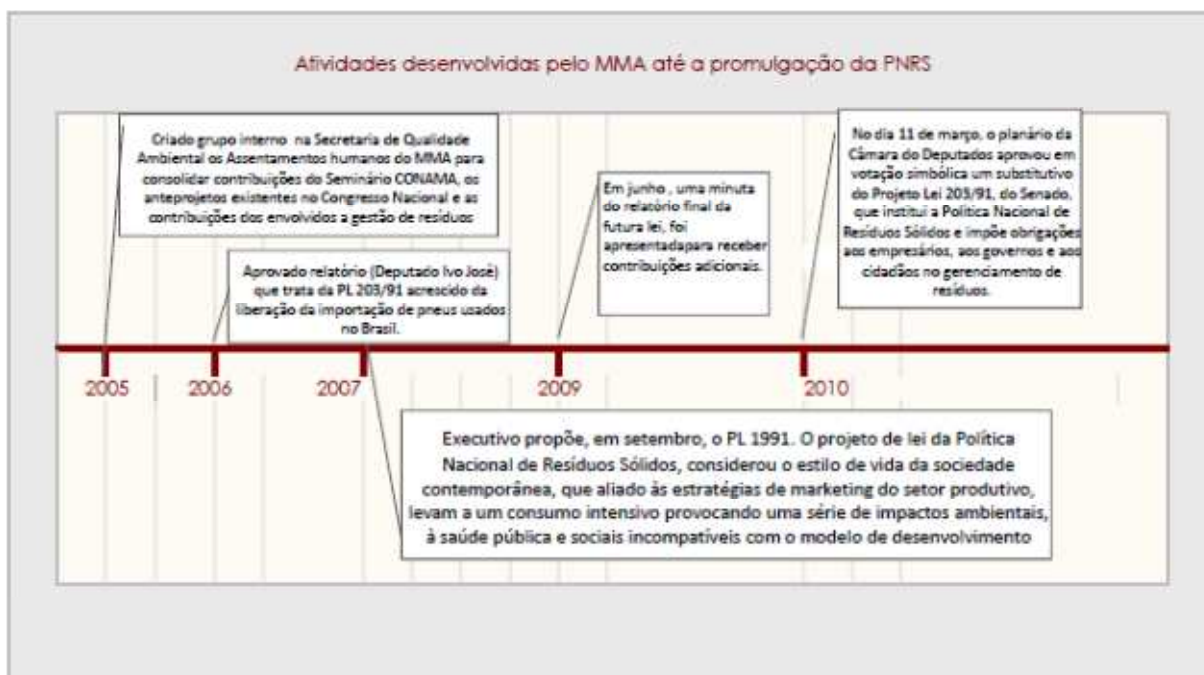 Atividades desenvolvidas pelo MMA até a promulgação da PNRS
Criado grupo interno na Secretaria de Qualidade
Ambiental os Assentamentos humanos do MMA para
consolidar contribuições do Seminário CONAMA, os
anteprojetos existentes no Congresso Nacional e as
contribuições dos envolvidos a gestão de resíduos
Aprovado relatório (Deputado Ivo José)
que trata da PL 203/91 acrescido da
liberação da importação de pneus usados
no Brasil.
Em junho , uma minuta
do relatório final da
futura lei, foi
apresentadapara receber
contribuições adicionais.
No dia 11 de março, o planário da
Câmara do Deputados aprovou em
votação simbólica um substitutivo
do Projeto Lei 203/91, do Senado,
que institui a Política Nacional de
Resíduos Sólidos e impõe obrigações
aos empresários, aos governos e aos
cidadãos no gerenciamento de
resíduos.
2005
2006
2007
2009
2010
Executivo propõe, em setembro, o PL 1991. O projeto de lei da Política
Nacional de Resíduos Sólidos, considerou o estilo de vida da sociedade
contemporânea, que aliado às estratégias de marketing do setor produtivo,
levam a um consumo intensivo provocando uma série de impactos ambientais,
à saúde pública e sociais incompatíveis com o modelo de desenvolvimento